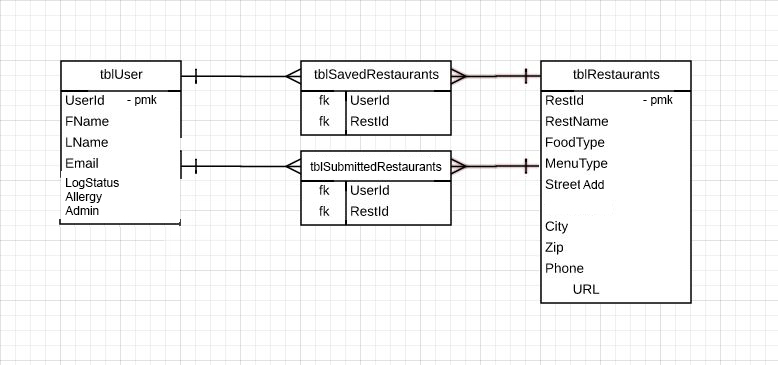 tblUser
UserId - pmk
FName
LName
Email
LogStatus
Allergy
Admin
tblSavedRestaurants
fk UserId
fk RestId
tblSubmittedRestaurants
fk UserId
fk RestId
tblRestaurants
RestId - pmk
RestName
FoodType
MenuType
Street Add
City
Zip
Phone
URL